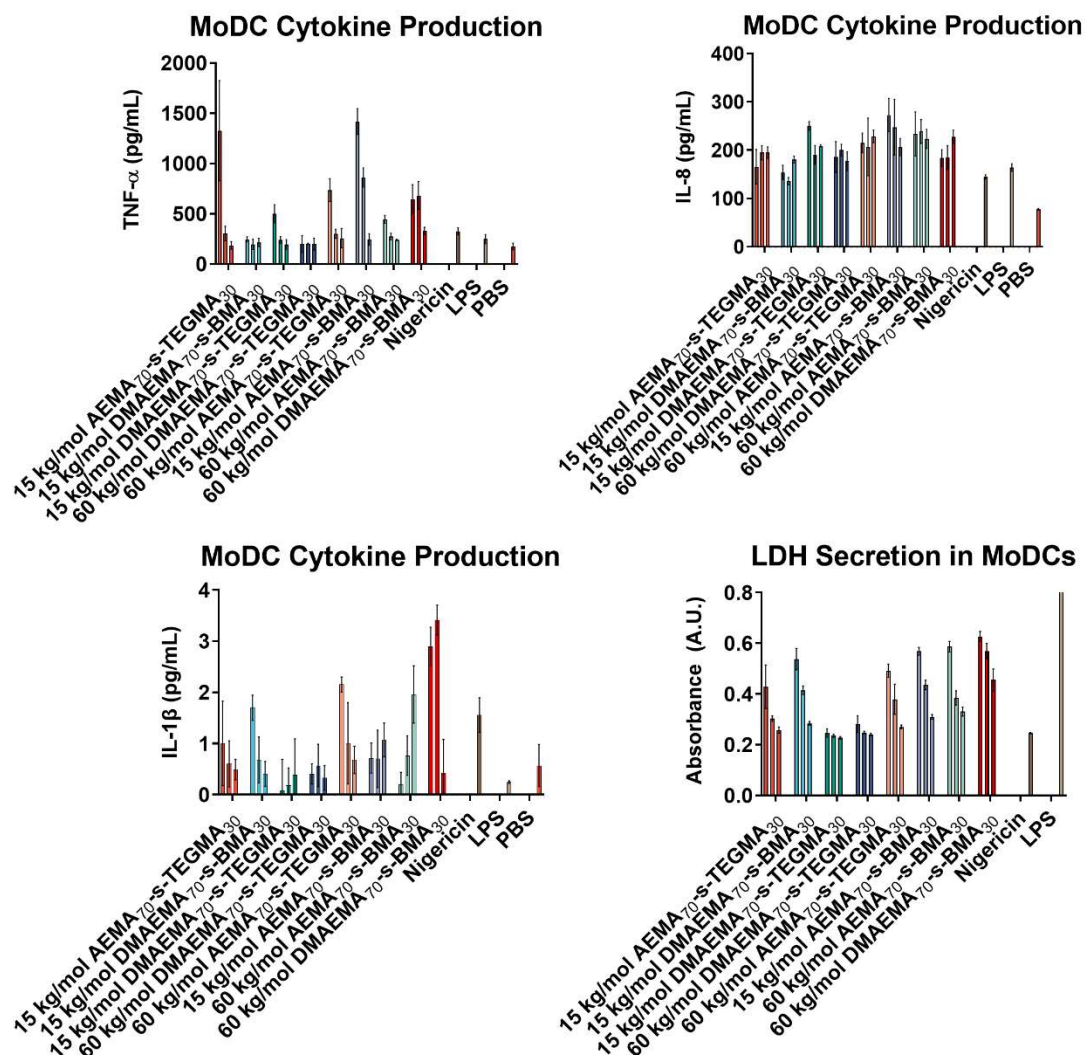 MoDC Cytokine Production
TNF-α (pg/mL)
2000
1500
1000
500
0
15 kg/mol AEMA₇₀-s-TEGMA₃₀
15 kg/mol DMAEMA₇₀-s-BMA₃₀
15 kg/mol DMAEMA₇₀-s-TEGMA₃₀
60 kg/mol DMAEMA₇₀-s-TEGMA₃₀
60 kg/mol AEMA₇₀-s-TEGMA₃₀
15 kg/mol AEMA₇₀-s-BMA₃₀
60 kg/mol AEMA₇₀-s-BMA₃₀
60 kg/mol DMAEMA₇₀-s-BMA₃₀
Nigericin
LPS
PBS
MoDC Cytokine Production
IL-8 (pg/mL)
400
300
200
100
0
15 kg/mol AEMA₇₀-s-TEGMA₃₀
15 kg/mol DMAEMA₇₀-s-BMA₃₀
15 kg/mol DMAEMA₇₀-s-TEGMA₃₀
60 kg/mol DMAEMA₇₀-s-TEGMA₃₀
60 kg/mol AEMA₇₀-s-TEGMA₃₀
15 kg/mol AEMA₇₀-s-BMA₃₀
60 kg/mol AEMA₇₀-s-BMA₃₀
60 kg/mol DMAEMA₇₀-s-BMA₃₀
Nigericin
LPS
PBS
MoDC Cytokine Production
IL-1β (pg/mL)
4
3
2
1
0
15 kg/mol AEMA₇₀-s-TEGMA₃₀
15 kg/mol DMAEMA₇₀-s-BMA₃₀
15 kg/mol DMAEMA₇₀-s-TEGMA₃₀
60 kg/mol DMAEMA₇₀-s-TEGMA₃₀
60 kg/mol AEMA₇₀-s-TEGMA₃₀
15 kg/mol AEMA₇₀-s-BMA₃₀
60 kg/mol AEMA₇₀-s-BMA₃₀
60 kg/mol DMAEMA₇₀-s-BMA₃₀
Nigericin
LPS
PBS
LDH Secretion in MoDCs
Absorbance (A.U.)
0.8
0.6
0.4
0.2
0.0
15 kg/mol AEMA₇₀-s-TEGMA₃₀
15 kg/mol DMAEMA₇₀-s-BMA₃₀
15 kg/mol DMAEMA₇₀-s-TEGMA₃₀
60 kg/mol DMAEMA₇₀-s-TEGMA₃₀
60 kg/mol AEMA₇₀-s-TEGMA₃₀
15 kg/mol AEMA₇₀-s-BMA₃₀
60 kg/mol AEMA₇₀-s-BMA₃₀
60 kg/mol DMAEMA₇₀-s-BMA₃₀
Nigericin
LPS